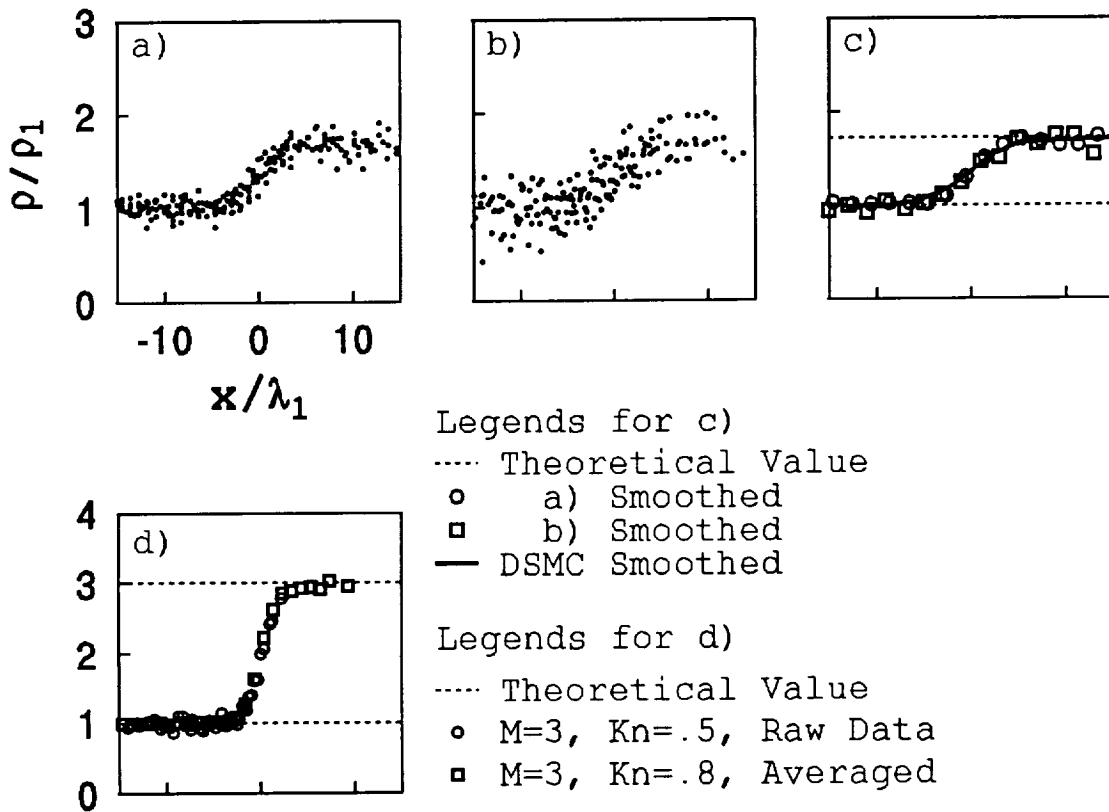 3
2
1
0
ρ/ρ1
a)
b)
c)
-10 0 10
x/λ1
Legends for c)
Theoretical Value
a) Smoothed
b) Smoothed
DSMC Smoothed
4
3
2
1
0
d)
Legends for d)
Theoretical Value
M=3, Kn=.5, Raw Data
M=3, Kn=.8, Averaged